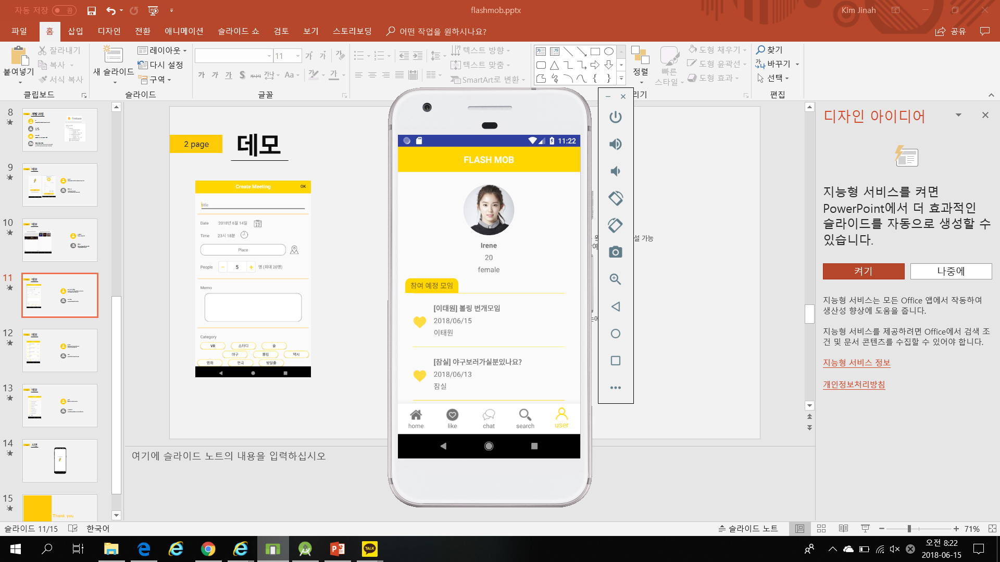 자동 저장 끔
flashmob.pptx
Kim Jinah
파일 홈 삽입 디자인 전환 애니메이션 슬라이드 쇼 검토 보기 스토리보딩 어떤 작업을 원하시나요?
공유
붙여넣기
잘라내기
복사
서식 복사
클립보드
새 슬라이드
레이아웃
다시 설정
구역
슬라이드
11
가 가 가
가 가 가 S 가나다 간나 Aa 가 가
글꼴
텍스트 방향
텍스트 맞춤
SmartArt로 변환
정렬
빠른 스타일
도형 채우기
도형 윤곽선
도형 효과
리기
찾기
바꾸기
선택
편집
8
개발 과정
9
데모
10
데모
11
데모
12
데모
13
데모
14
시연
15
Thank you
2 page
데모
Create Meeting OK
title
Date 2018년 6월 14일 19
Time 23시 18분
Place
People - 5 + 명 (최대 20명)
Memo
Category
VR 스터디 술
야구 볼링 택시
영화 연극 방탈출
설 가능
11:22
FLASH MOB
Irene
20
female
참여 예정 모임
[이태원] 볼링 번개모임
2018/06/15
이태원
[잠실] 야구보러가실분있나요?
2018/06/13
잠실
home like chat search user
여기에 슬라이드 노트의 내용을 입력하십시오
디자인 아이디어
지능형 서비스를 켜면
PowerPoint에서 더 효과적인
슬라이드를 자동으로 생성할 수
있습니다.
켜기 나중에
지능형 서비스는 모든 Office 앱에서 작동하여
생산성 향상에 도움을 줍니다.
지능형 서비스를 제공하려면 Office에서 검색 조
건 및 문서 콘텐츠를 수집할 수 있어야 합니다.
지능형 서비스 정보
개인정보처리방침
슬라이드 11/15 한국어
슬라이드 노트
71%
TALK
오전 8:22
2018-06-15